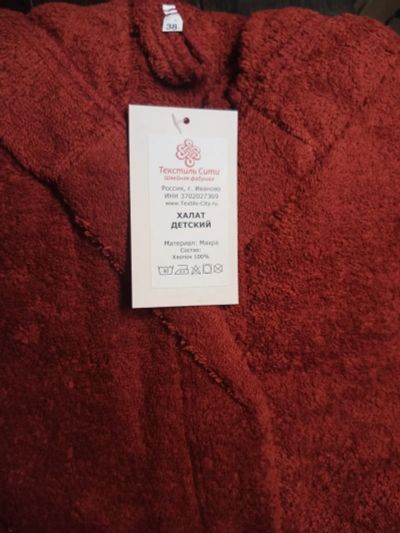 38
Текстиль Сити
Швейная фабрика
Россия, г. Иваново
ИНН 3702027369
www.Textile-City.ru
ХАЛАТ
ДЕТСКИЙ
Материал: Махра
Состав:
Хлопок 100%